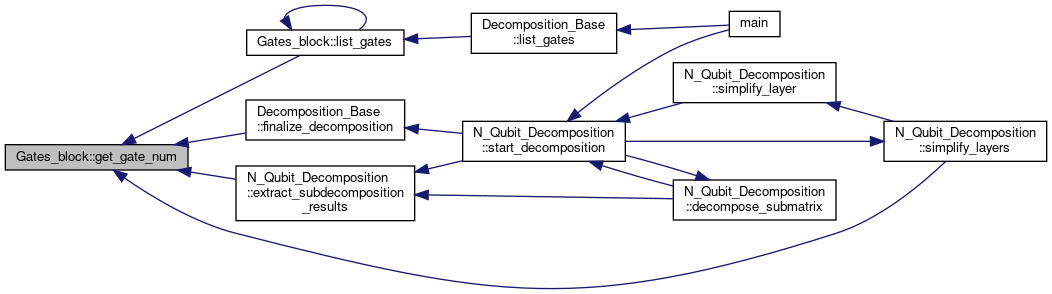 Gates_block::get_gate_num
Gates_block::list_gates
Decomposition_Base
::finalize_decomposition
N_Qubit_Decomposition
::extract_subdecomposition
_results
Decomposition_Base
::list_gates
N_Qubit_Decomposition
::start_decomposition
main
N_Qubit_Decomposition
::simplify_layer
N_Qubit_Decomposition
::decompose_submatrix
N_Qubit_Decomposition
::simplify_layers